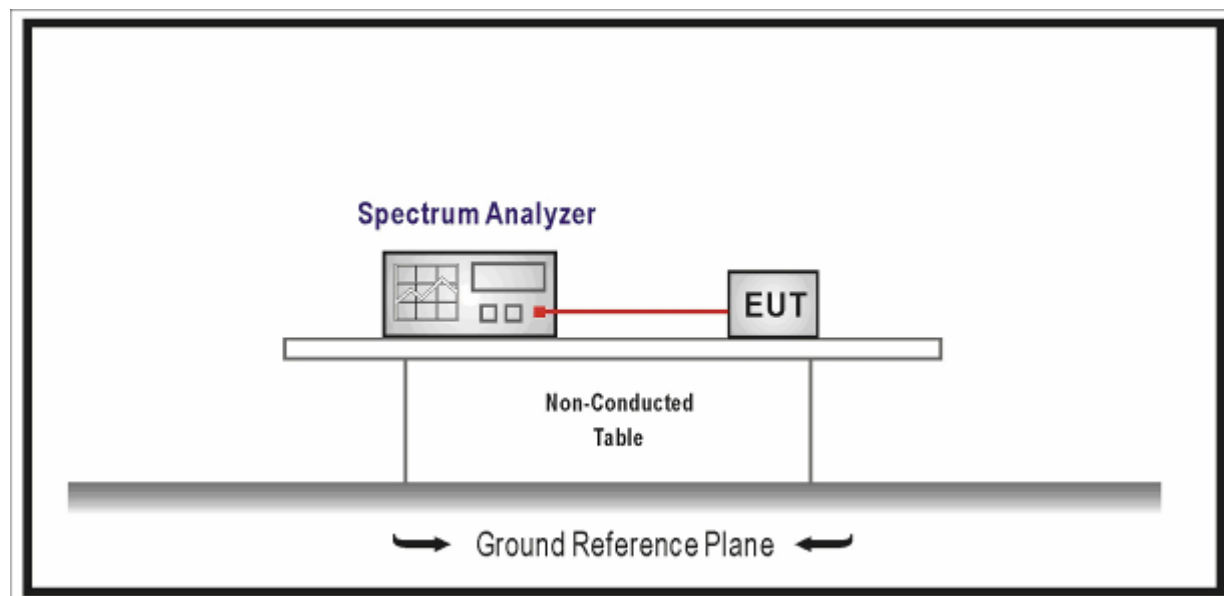 Spectrum Analyzer
EUT
Non-Conducted
Table
Ground Reference Plane